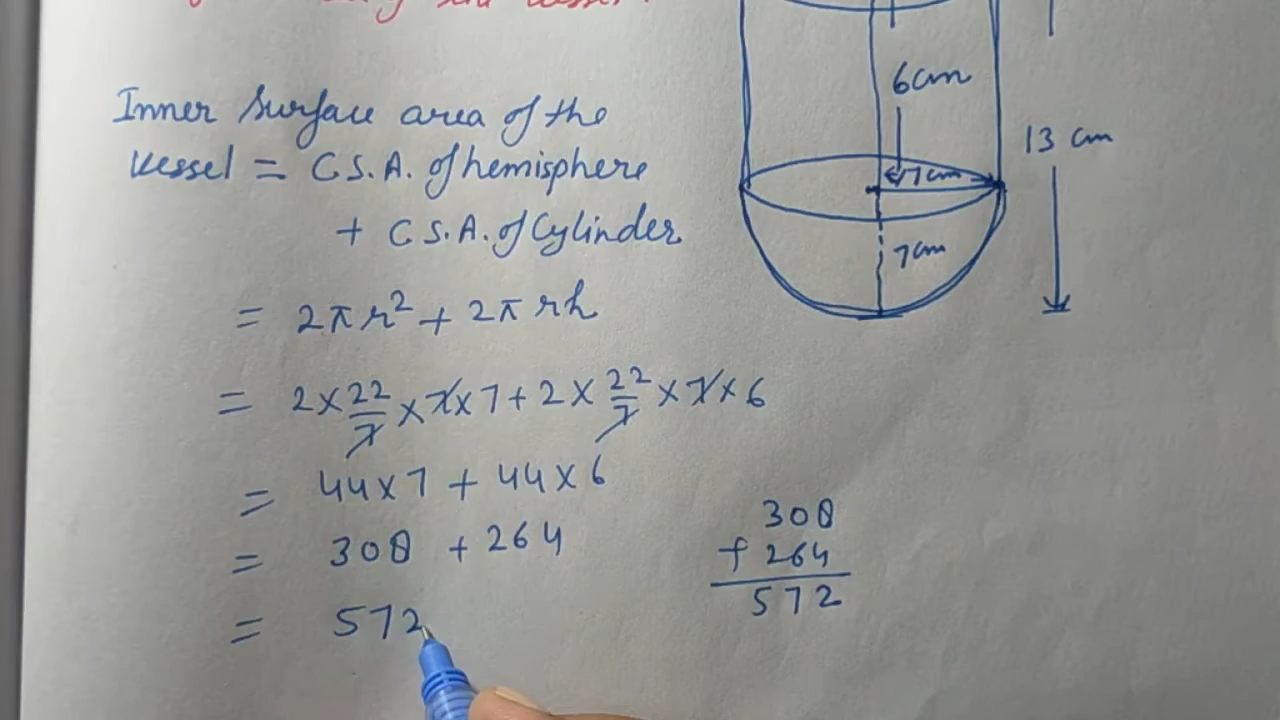 Inner Surface area of the
vessel = C.S.A. of hemisphere
+ C.S.A. of Cylinder
= 2πr² + 2πrh
= 2 × 22/7 × 7 × 7 + 2 × 22/7 × 7 × 6
= 44 × 7 + 44 × 6
= 308 + 264
= 572
6cm
13 cm
7cm
7cm
308
+ 264
572